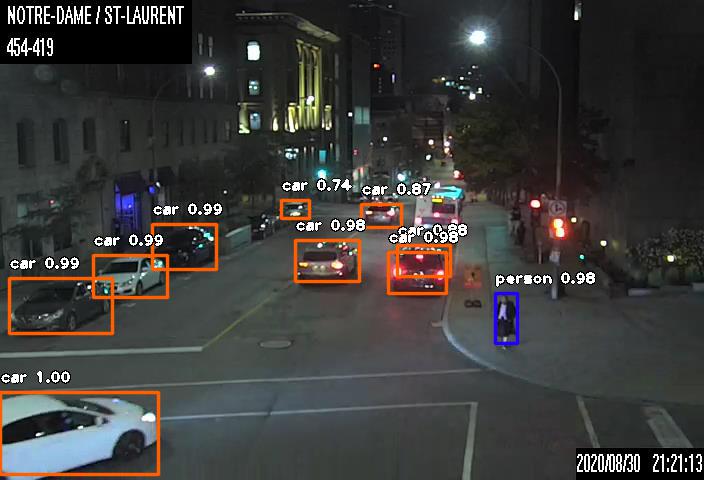 NOTRE-DAME / ST-LAURENT
454-419
car 0.74
car 0.87
car 0.99
car 0.98
car 0.98
car 0.99
car 0.99
person 0.98
car 1.00
2020/08/30 21:21:13